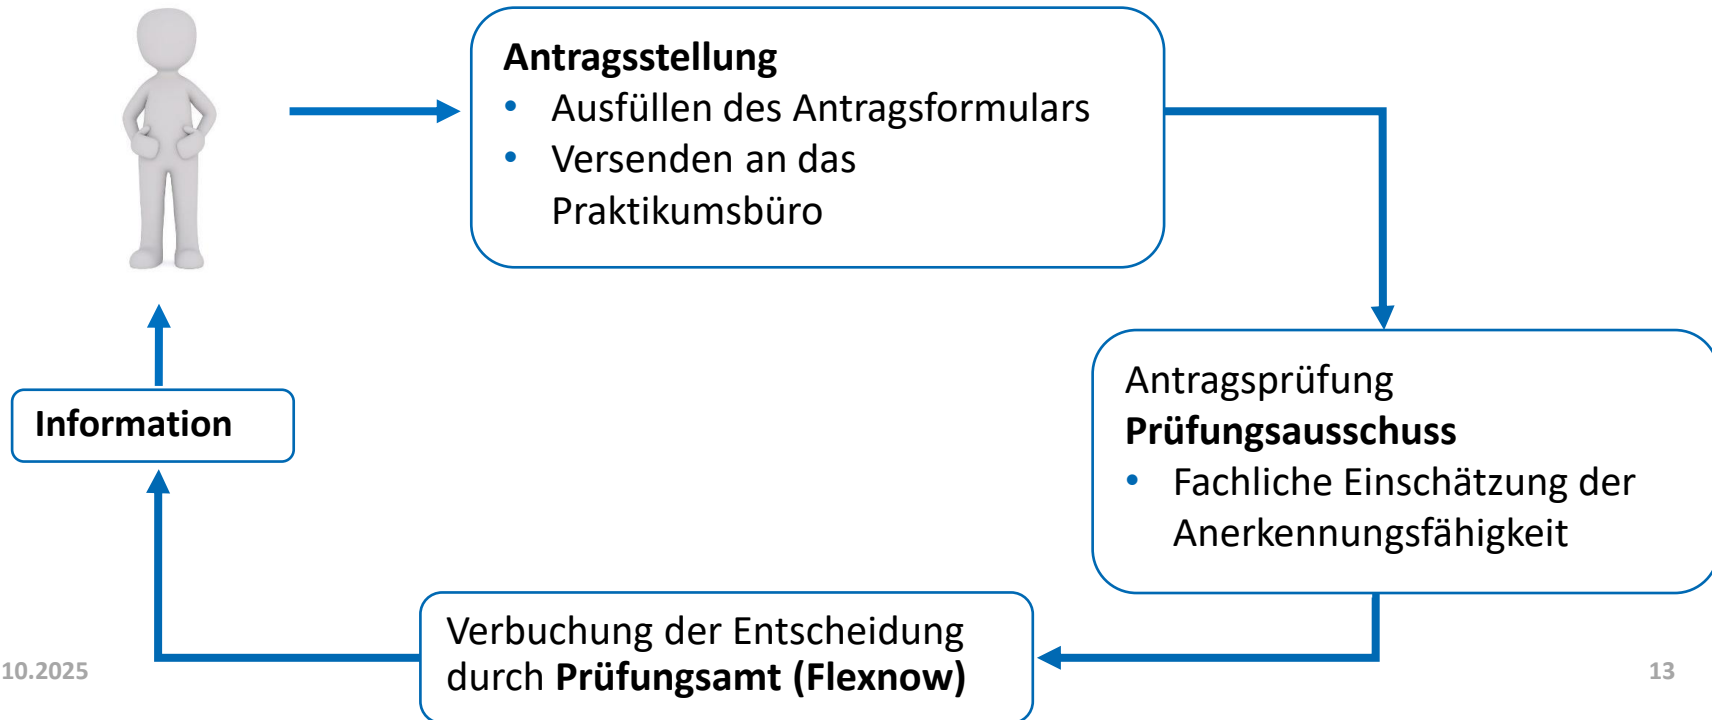 Antragsstellung
• Ausfüllen des Antragsformulars
• Versenden an das
Praktikumsbüro
Antragsprüfung
Prüfungsausschuss
• Fachliche Einschätzung der
Anerkennungsfähigkeit
Verbuchung der Entscheidung
durch Prüfungsamt (Flexnow)
Information
10.2025
13